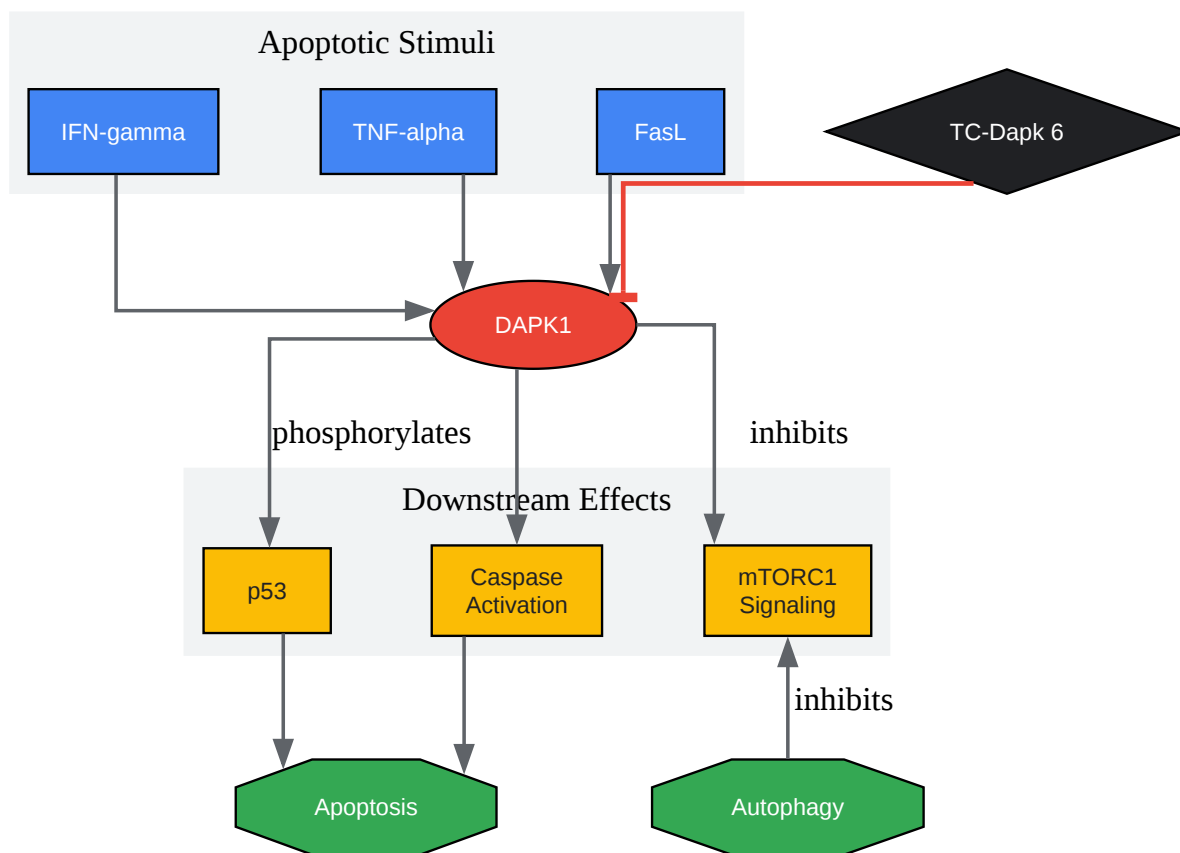 Apoptotic Stimuli
IFN-gamma
TNF-alpha
FasL
TC-Dapk 6
DAPK1
phosphorylates
inhibits
Downstream Effects
p53
Caspase
Activation
mTORC1
Signaling
inhibits
Apoptosis
Autophagy